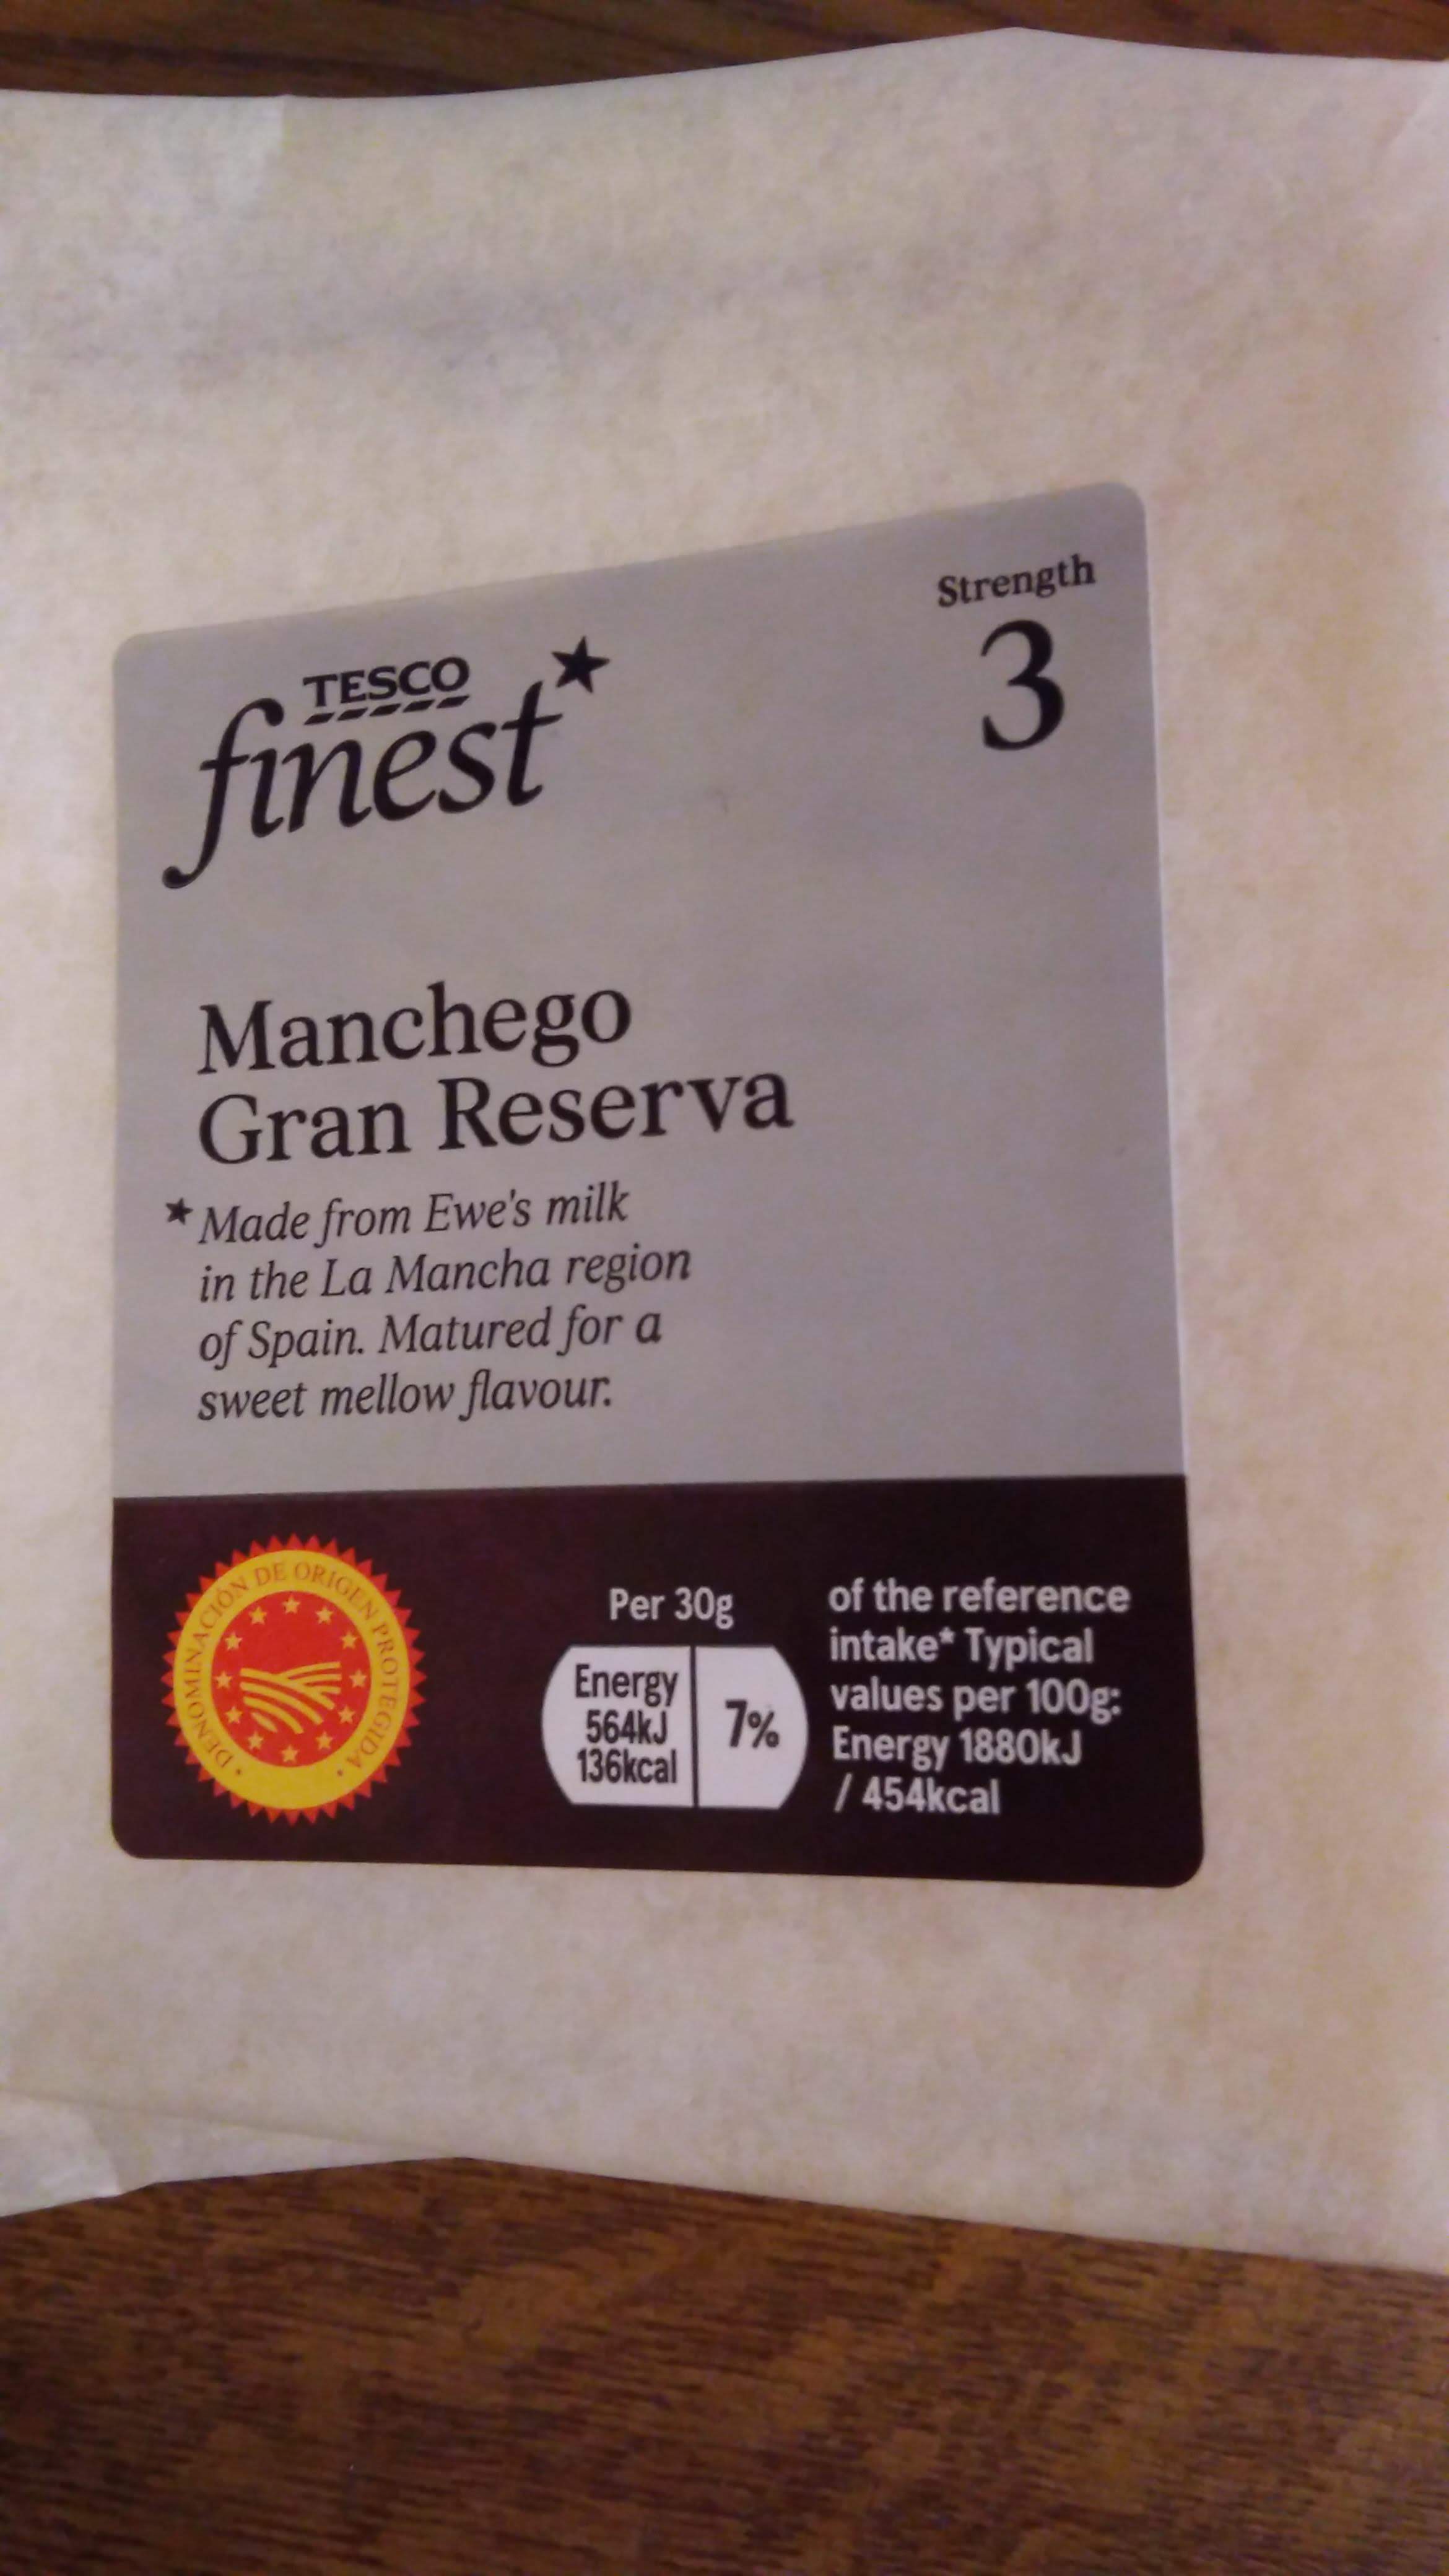 Strength
3
TESCO
finest*
Manchego
Gran Reserva
*Made from Ewe's milk
in the La Mancha region
of Spain. Matured for a
sweet mellow flavour.
DENOMINACIÓN DE ORIGEN PROTEGIDA
Per 30g
Energy
564kJ
136kcal
7%
of the reference
intake* Typical
values per 100g:
Energy 1880kJ
/ 454kcal